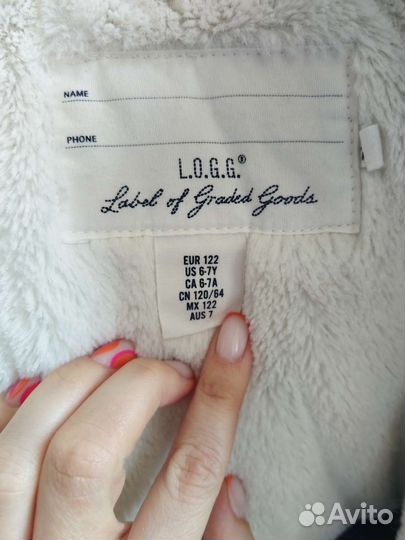 NAME
PHONE
L.O.G.G.®
Label of Graded Goods
EUR 122
US 6-7Y
CA 6-7A
CN 120/64
MX 122
AUS 7
Avito